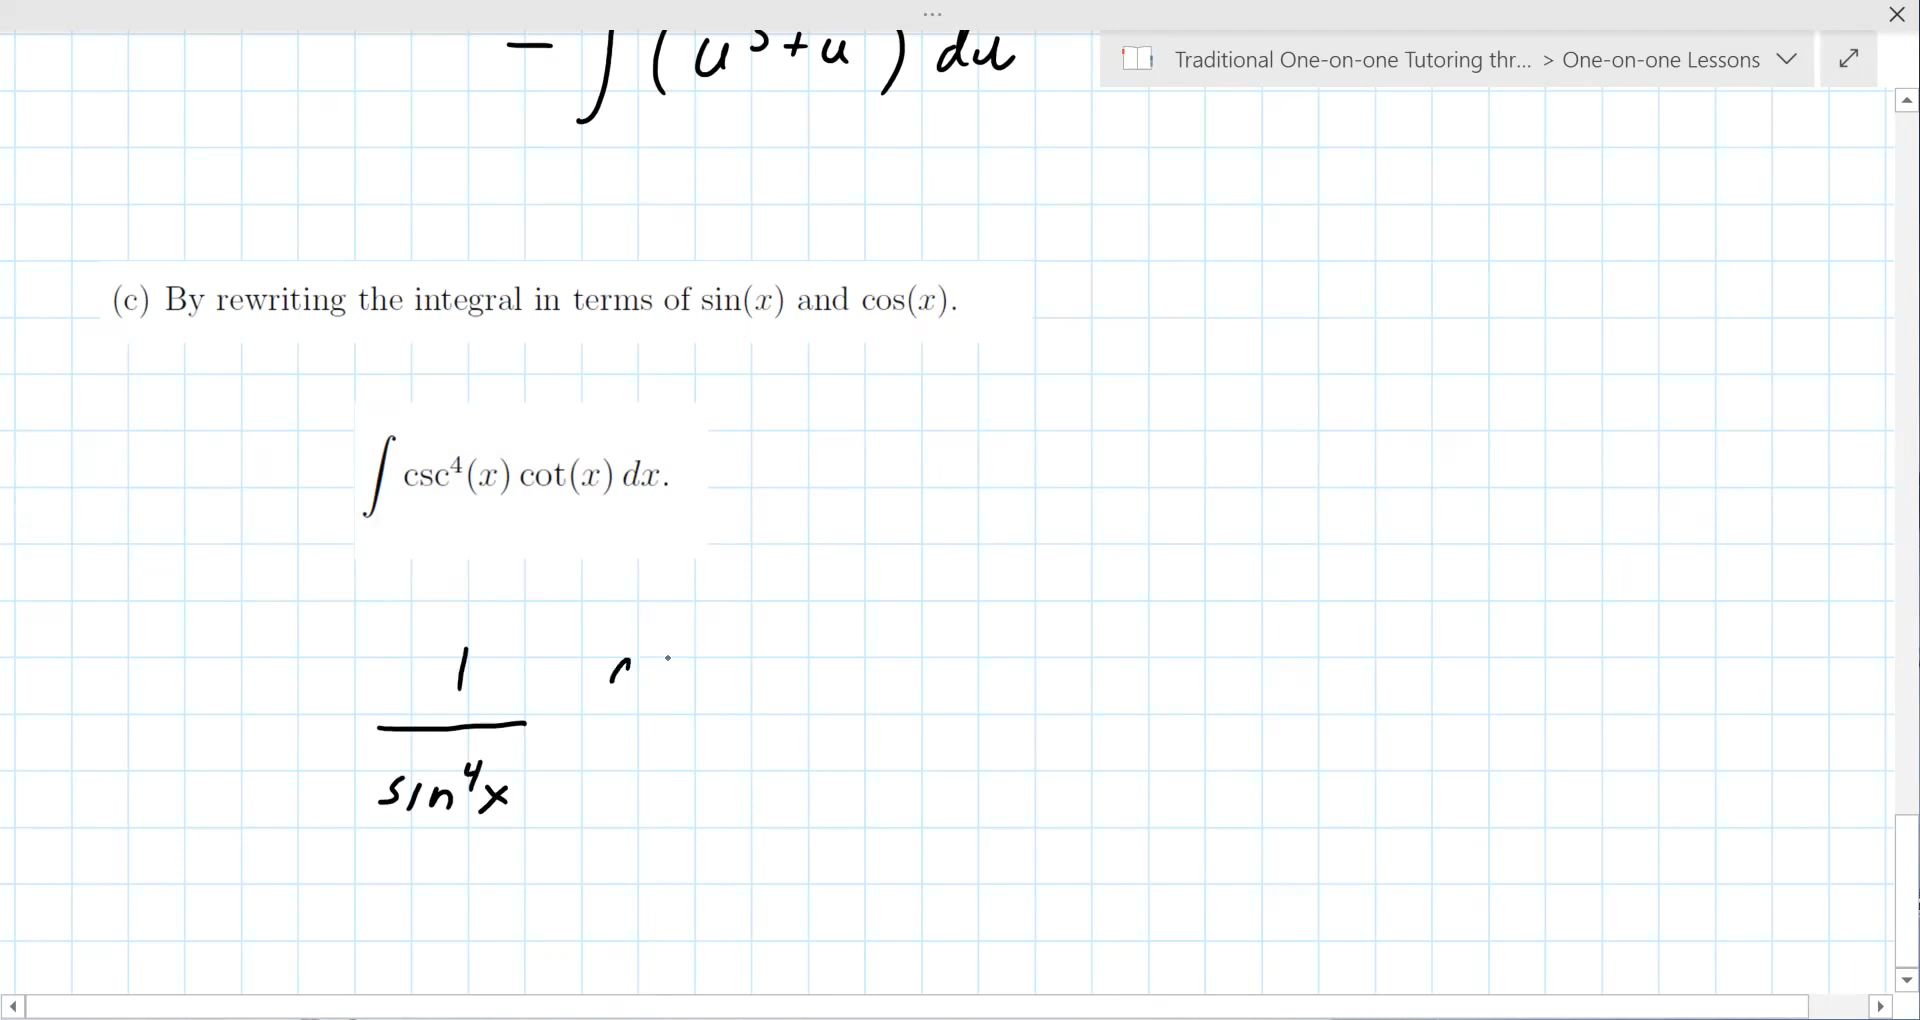 − ∫ ( u³ + u ) du
Traditional One-on-one Tutoring thr... > One-on-one Lessons
(c) By rewriting the integral in terms of sin(x) and cos(x).
∫ csc⁴(x) cot(x) dx.
1
sin⁴x